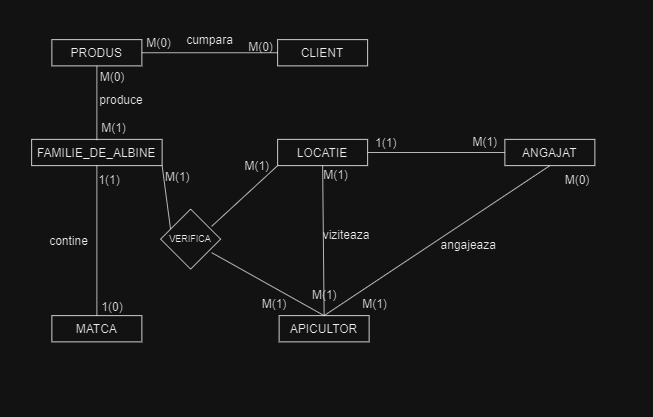 PRODUS
M(0)
cumpara
M(0)
CLIENT
M(0)
produce
M(1)
FAMILIE_DE_ALBINE
LOCATIE
1(1)
M(1)
ANGAJAT
1(1)
M(1)
M(1)
M(1)
M(0)
contine
VERIFICA
viziteaza
angajeaza
1(0)
M(1)
M(1)
M(1)
MATCA
APICULTOR